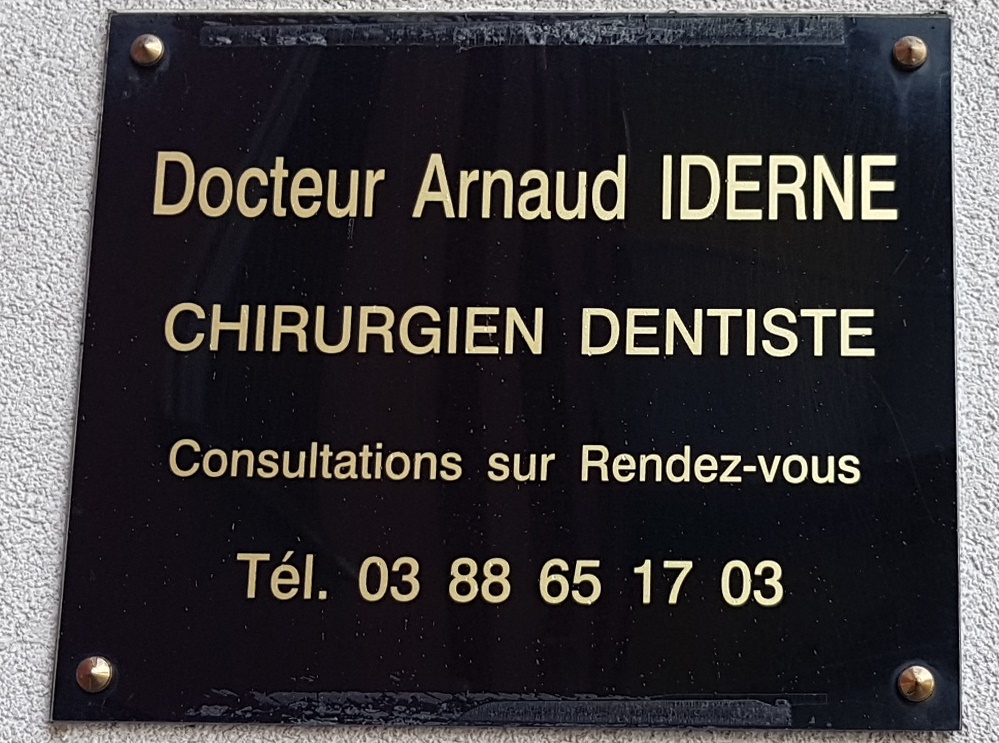 Docteur Arnaud IDERNE
CHIRURGIEN DENTISTE
Consultations sur Rendez-vous
Tél. 03 88 65 17 03